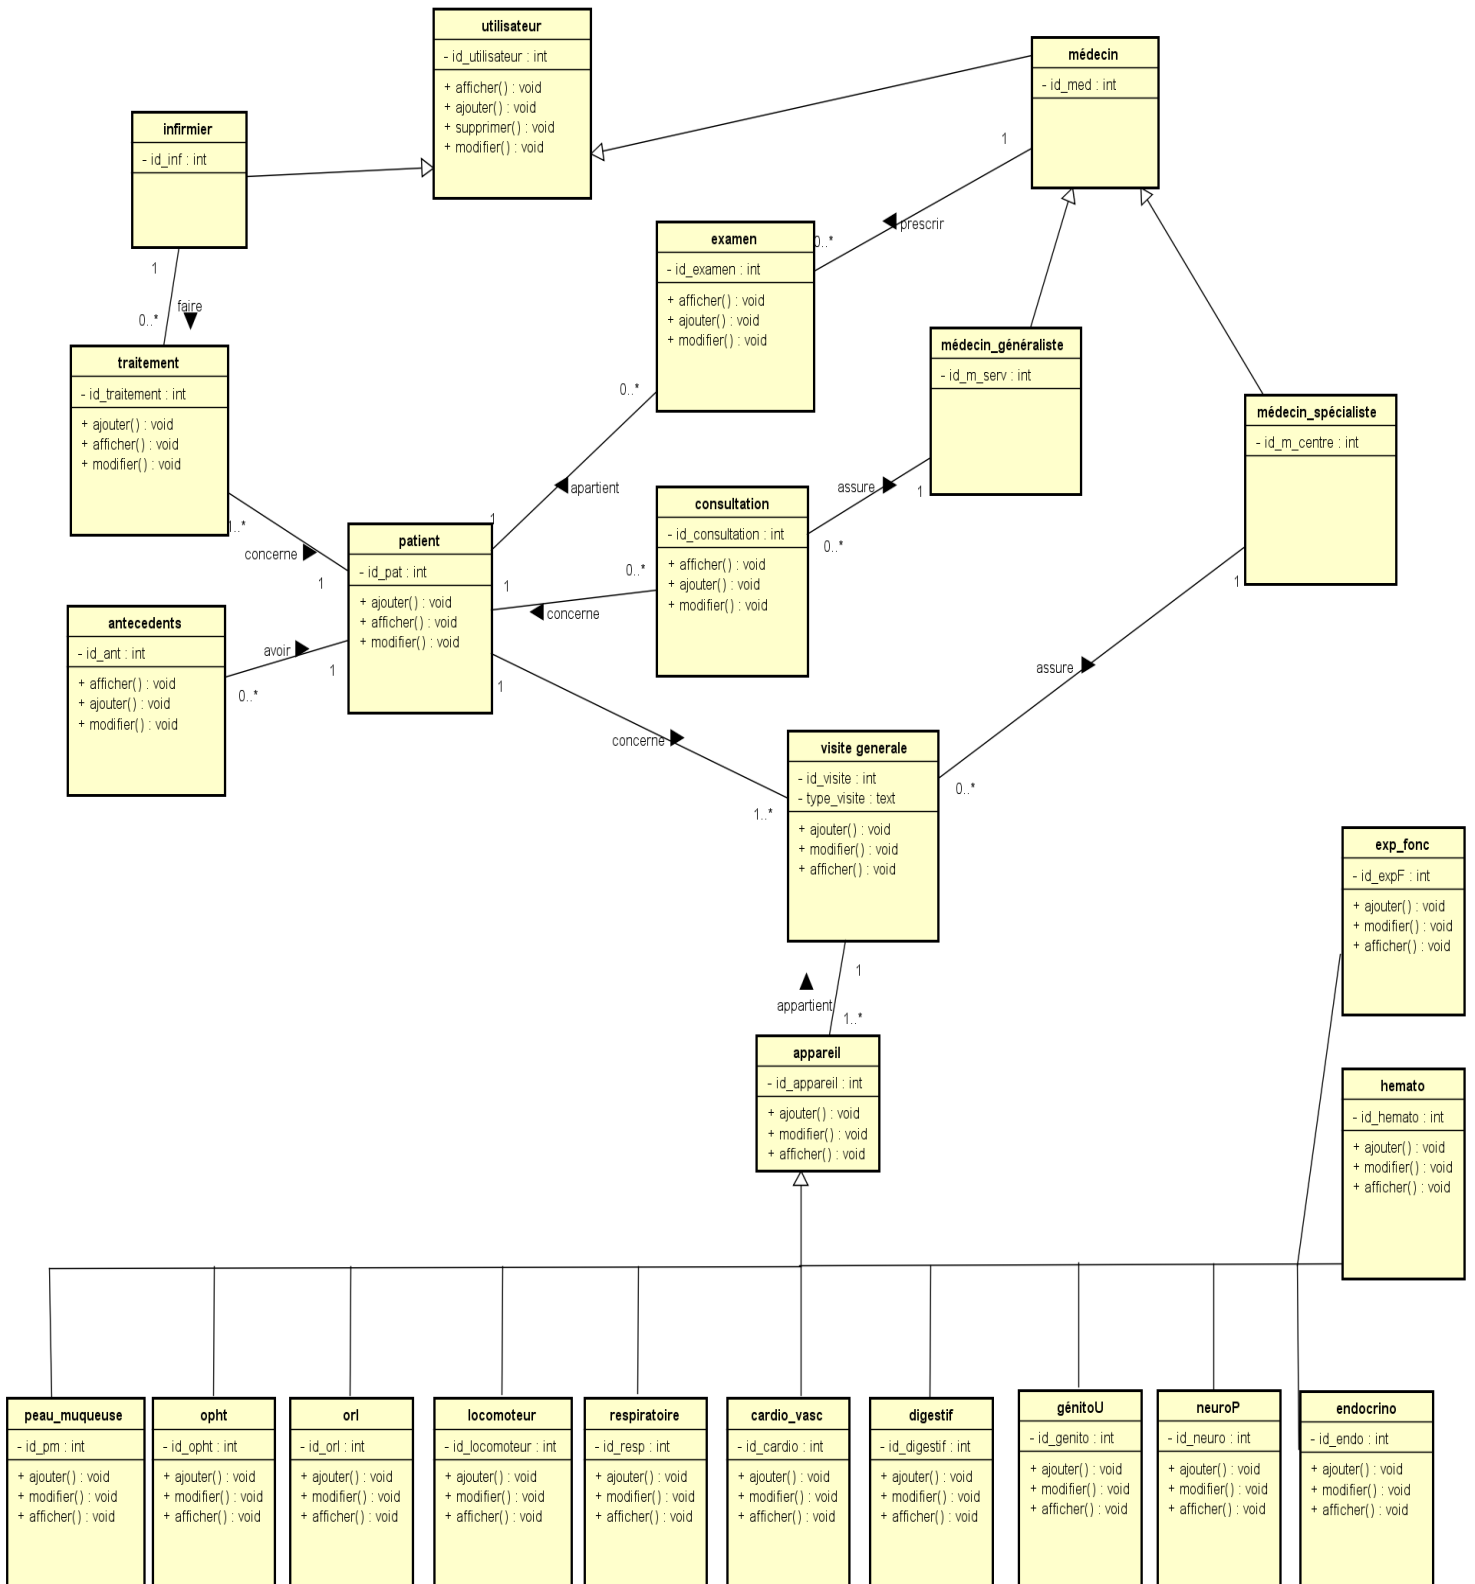 utilisateur
- id_utilisateur : int
+ afficher() : void
+ ajouter() : void
+ supprimer() : void
+ modifier() : void
médecin
- id_med : int
infirmier
- id_inf : int
1
prescrir
0..*
examen
- id_examen : int
+ afficher() : void
+ ajouter() : void
+ modifier() : void
1
faire
0..*
médecin_généraliste
- id_m_serv : int
traitement
- id_traitement : int
+ ajouter() : void
+ afficher() : void
+ modifier() : void
médecin_spécialiste
- id_m_centre : int
0..*
apartient
1
assure
1
0..*
consultation
- id_consultation : int
+ afficher() : void
+ ajouter() : void
+ modifier() : void
1..*
concerne
1
patient
- id_pat : int
+ ajouter() : void
+ afficher() : void
+ modifier() : void
0..*
1
concerne
antecedents
- id_ant : int
+ afficher() : void
+ ajouter() : void
+ modifier() : void
avoir
1
0..*
1
concerne
1..*
1
assure
0..*
visite generale
- id_visite : int
- type_visite : text
+ ajouter() : void
+ modifier() : void
+ afficher() : void
exp_fonc
- id_expF : int
+ ajouter() : void
+ modifier() : void
+ afficher() : void
1
appartient
1..*
appareil
- id_appareil : int
+ ajouter() : void
+ modifier() : void
+ afficher() : void
hemato
- id_hemato : int
+ ajouter() : void
+ modifier() : void
+ afficher() : void
peau_muqueuse
- id_pm : int
+ ajouter() : void
+ modifier() : void
+ afficher() : void
opht
- id_opht : int
+ ajouter() : void
+ modifier() : void
+ afficher() : void
orl
- id_orl : int
+ ajouter() : void
+ modifier() : void
+ afficher() : void
locomoteur
- id_locomoteur : int
+ ajouter() : void
+ modifier() : void
+ afficher() : void
respiratoire
- id_resp : int
+ ajouter() : void
+ modifier() : void
+ afficher() : void
cardio_vasc
- id_cardio : int
+ ajouter() : void
+ modifier() : void
+ afficher() : void
digestif
- id_digestif : int
+ ajouter() : void
+ modifier() : void
+ afficher() : void
génitoU
- id_genito : int
+ ajouter() : void
+ modifier() : void
+ afficher() : void
neuroP
- id_neuro : int
+ ajouter() : void
+ modifier() : void
+ afficher() : void
endocrino
- id_endo : int
+ ajouter() : void
+ modifier() : void
+ afficher() : void